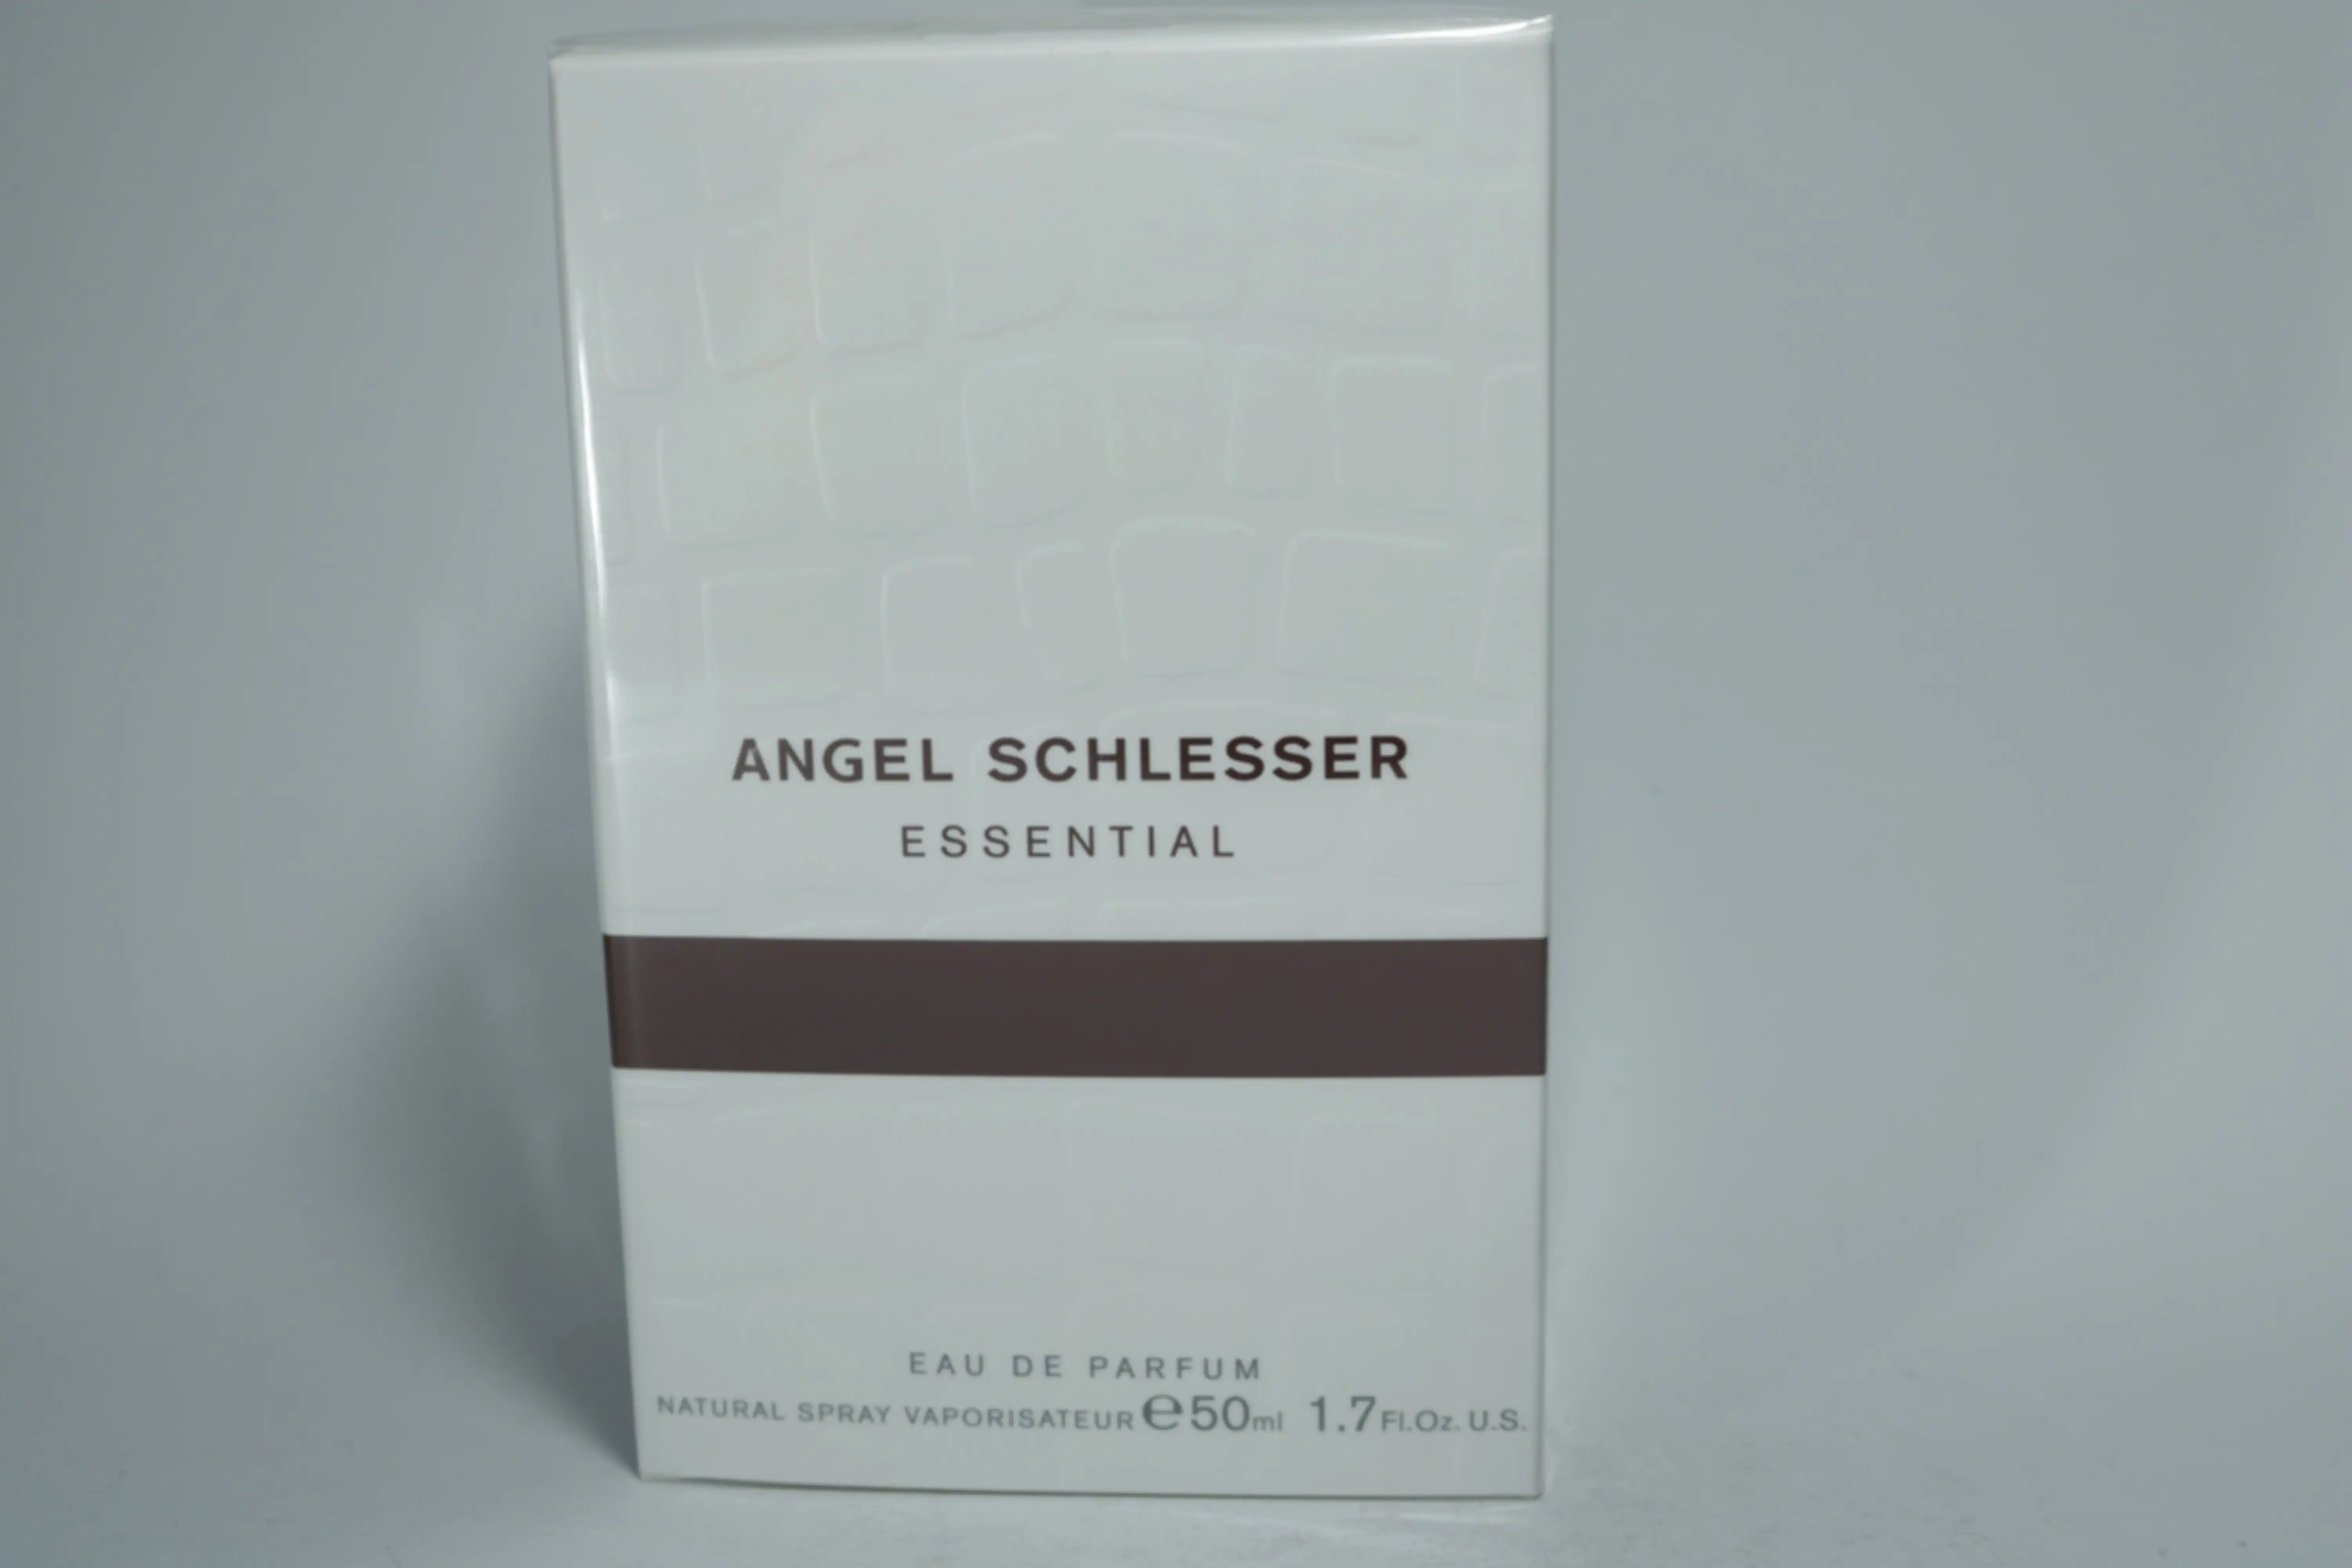 ANGEL SCHLESSER
ESSENTIAL
EAU DE PARFUM
NATURAL SPRAY VAPORISATEUR ℮50ml 1.7Fl.Oz. U.S.